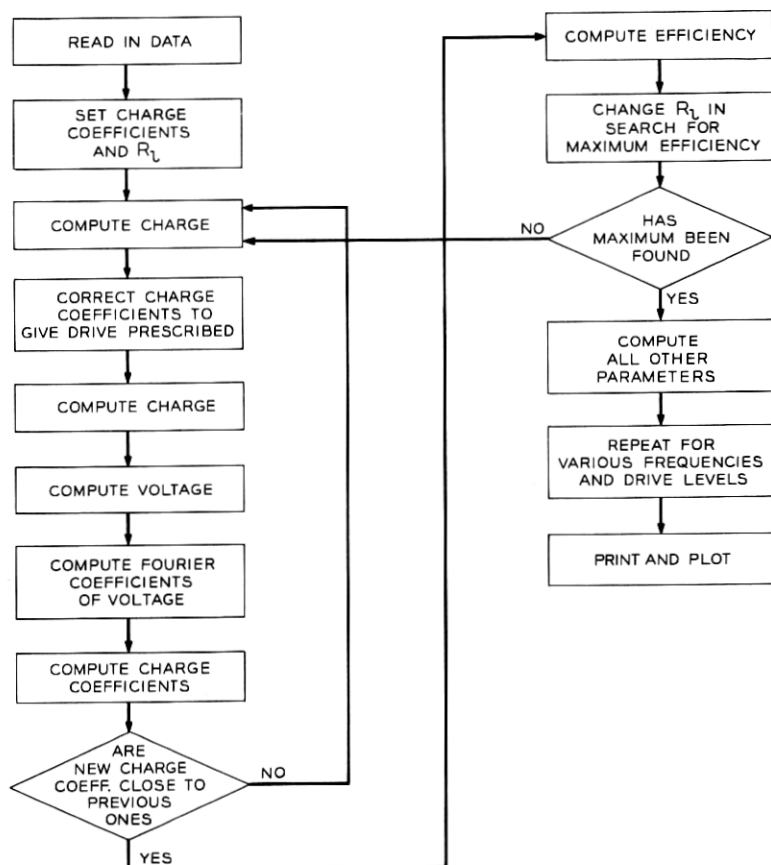 READ IN DATA
SET CHARGE
COEFFICIENTS
AND Rl
COMPUTE CHARGE
CORRECT CHARGE
COEFFICIENTS TO
GIVE DRIVE PRESCRIBED
COMPUTE CHARGE
COMPUTE VOLTAGE
COMPUTE FOURIER
COEFFICIENTS
OF VOLTAGE
COMPUTE CHARGE
COEFFICIENTS
ARE
NEW CHARGE
COEFF. CLOSE TO
PREVIOUS
ONES
NO
YES
COMPUTE EFFICIENCY
CHANGE Rl IN
SEARCH FOR
MAXIMUM EFFICIENCY
HAS
MAXIMUM BEEN
FOUND
NO
YES
COMPUTE
ALL OTHER
PARAMETERS
REPEAT FOR
VARIOUS FREQUENCIES
AND DRIVE LEVELS
PRINT AND PLOT